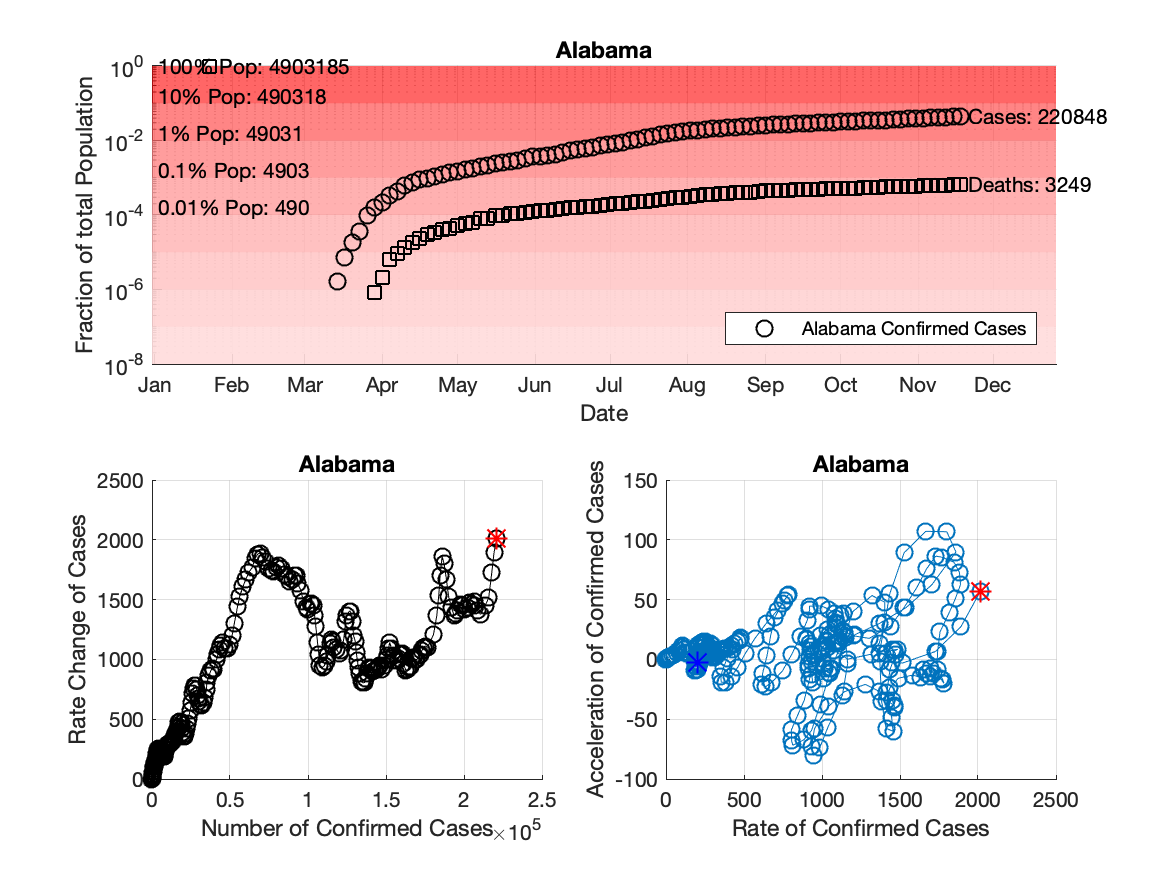 Alabama
Fraction of total Population
10^0
10^-2
10^-4
10^-6
10^-8
100% Pop: 4903185
10% Pop: 490318
1% Pop: 49031
0.1% Pop: 4903
0.01% Pop: 490
Cases: 220848
Deaths: 3249
Alabama Confirmed Cases
Jan Feb Mar Apr May Jun Jul Aug Sep Oct Nov Dec
Date
Alabama
Rate Change of Cases
2500
2000
1500
1000
500
0
0 0.5 1 1.5 2 2.5
Number of Confirmed Cases ×10^5
Alabama
Acceleration of Confirmed Cases
150
100
50
0
-50
-100
0 500 1000 1500 2000 2500
Rate of Confirmed Cases